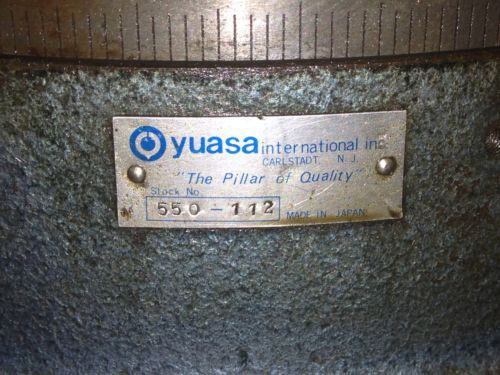 yuasa international inc
CARLSTADT, N.J.
"The Pillar of Quality"
Stock No
550-112 MADE IN JAPAN